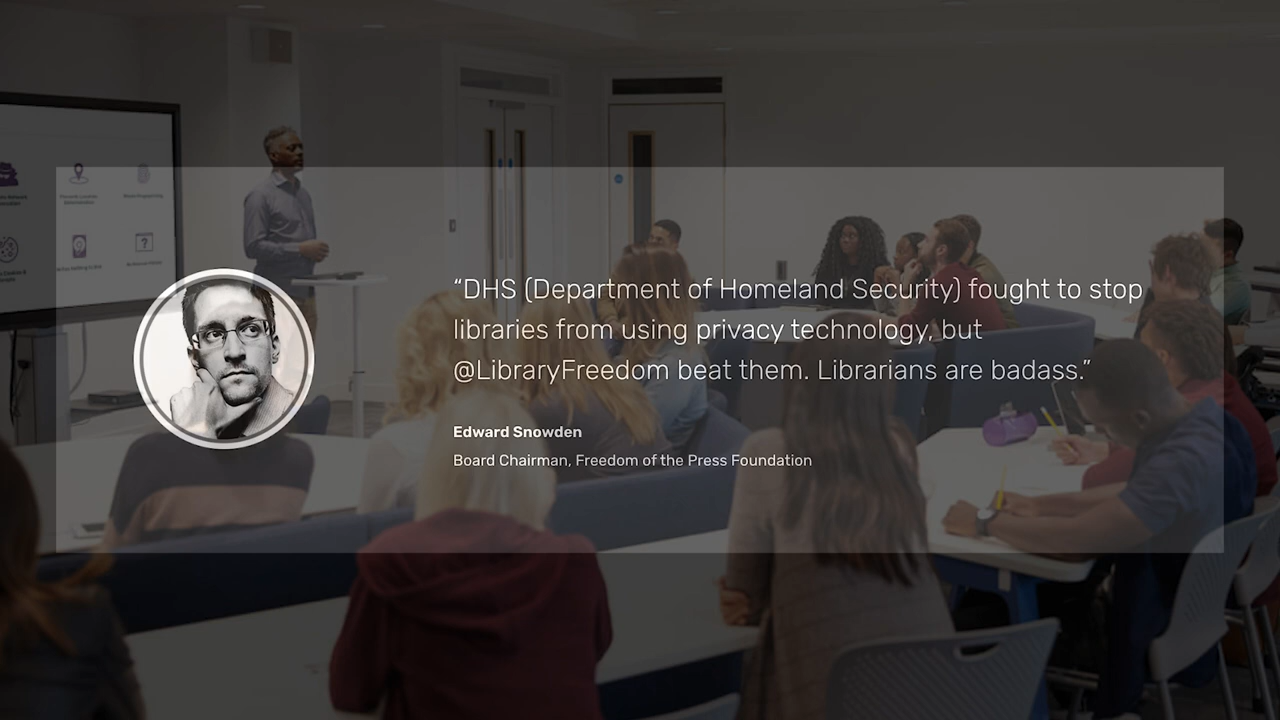 “DHS (Department of Homeland Security) fought to stop
libraries from using privacy technology, but
@LibraryFreedom beat them. Librarians are badass.”
Edward Snowden
Board Chairman, Freedom of the Press Foundation